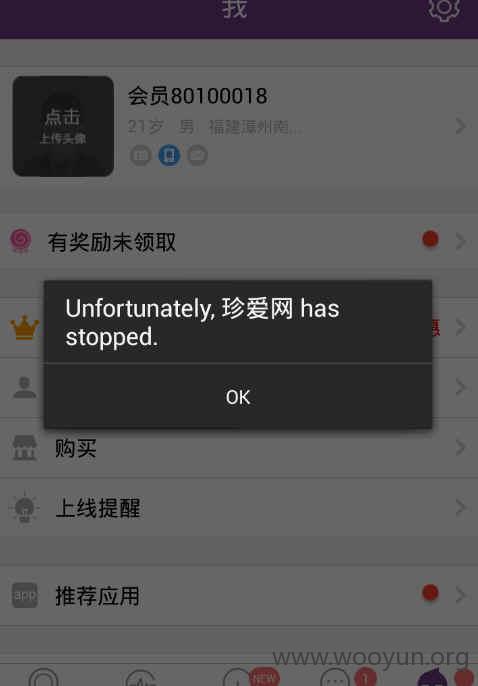 我
点击
上传头像
会员80100018
21岁 男 福建漳州南...
有奖励未领取
Unfortunately, 珍爱网 has
stopped.
惠
OK
购买
上线提醒
app
推荐应用
www.wooyun.org
NEW
1